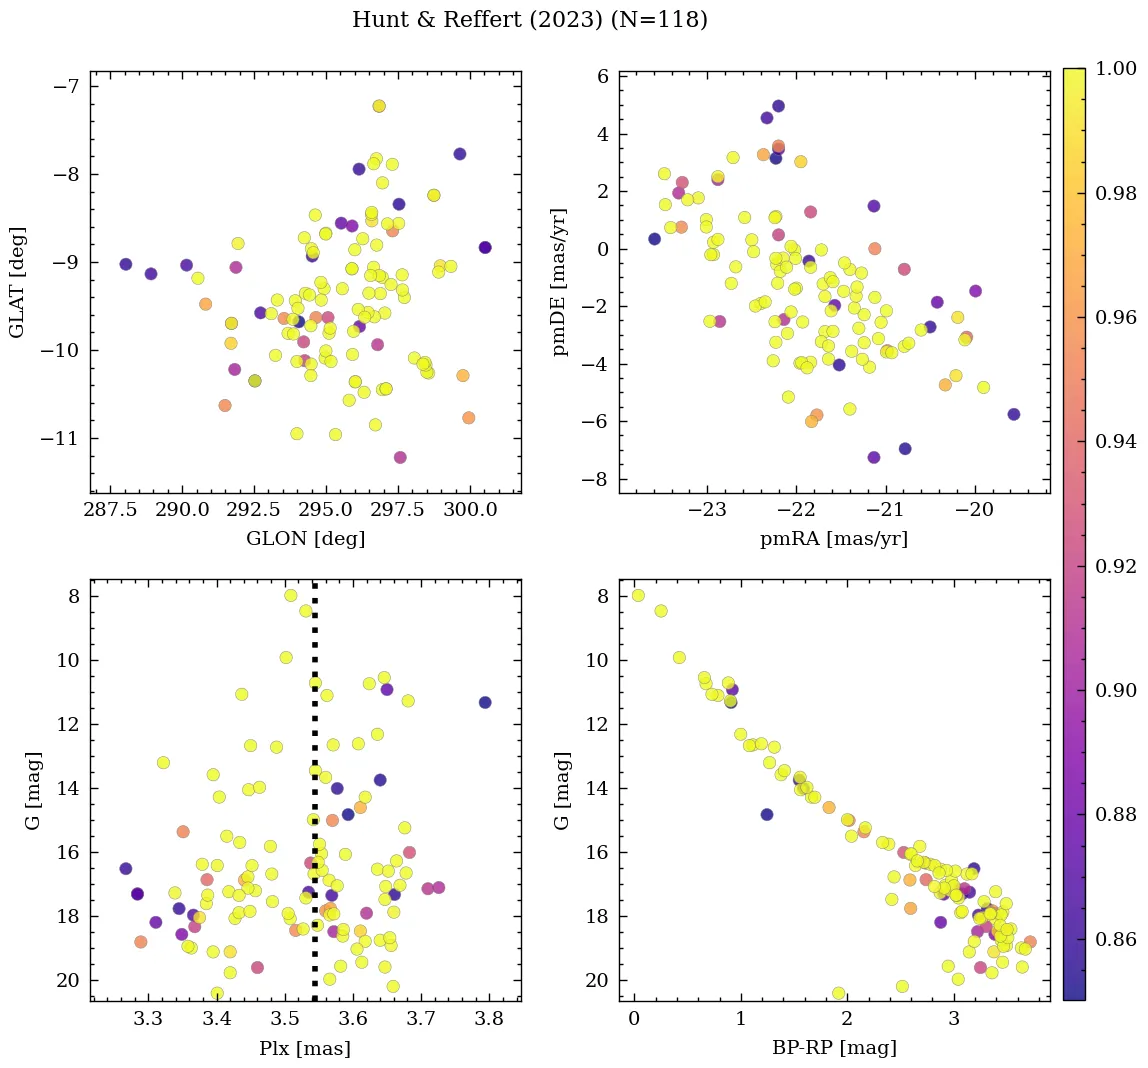 Hunt & Reffert (2023) (N=118)
−7
−8
−9
−10
−11
GLAT [deg]
287.5 290.0 292.5 295.0 297.5 300.0
GLON [deg]
6
4
2
0
−2
−4
−6
−8
pmDE [mas/yr]
−23 −22 −21 −20
pmRA [mas/yr]
8
10
12
14
16
18
20
G [mag]
3.3 3.4 3.5 3.6 3.7 3.8
Plx [mas]
8
10
12
14
16
18
20
G [mag]
0 1 2 3
BP-RP [mag]
1.00
0.98
0.96
0.94
0.92
0.90
0.88
0.86